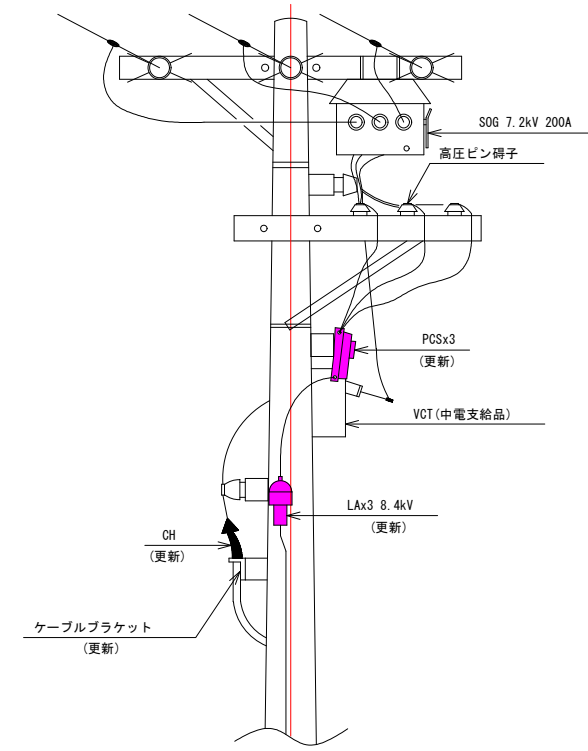 SOG 7.2kV 200A
高圧ピン碍子
PCSx3
(更新)
VCT(中電支給品)
LAx3 8.4kV
(更新)
CH
(更新)
ケーブルブラケット
(更新)